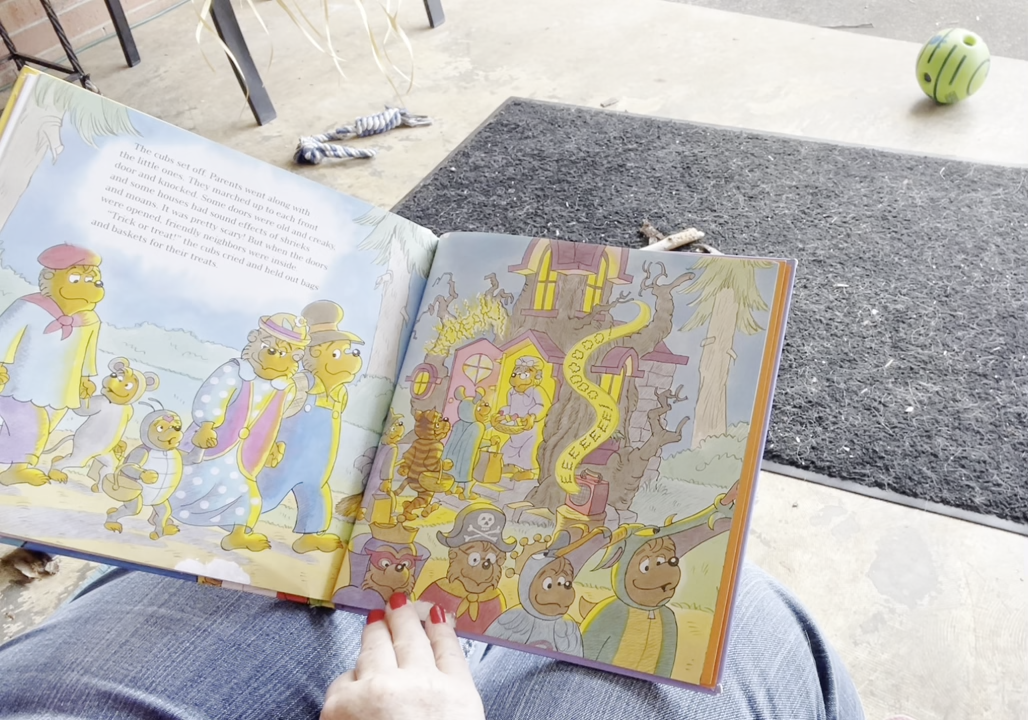 The cubs set off. Parents went along with
the little ones. They marched up to each front
door and knocked. Some doors were old and creaky,
and some houses had sound effects of shrieks
and moans. It was pretty scary! But when the doors
were opened, friendly neighbors were inside.
"Trick or treat!" the cubs cried and held out bags
and baskets for their treats.